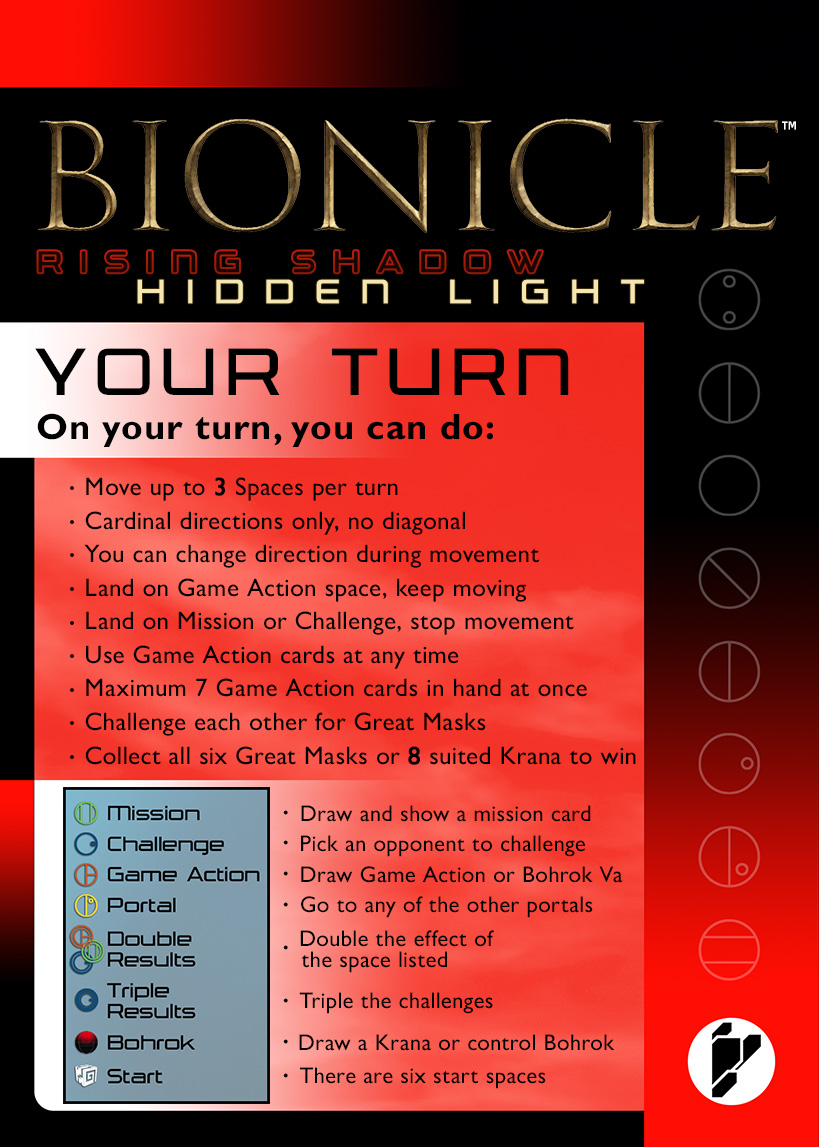 BIONICLE™
RISING SHADOW
HIDDEN LIGHT
YOUR TURN
On your turn, you can do:
· Move up to 3 Spaces per turn
· Cardinal directions only, no diagonal
· You can change direction during movement
· Land on Game Action space, keep moving
· Land on Mission or Challenge, stop movement
· Use Game Action cards at any time
· Maximum 7 Game Action cards in hand at once
· Challenge each other for Great Masks
· Collect all six Great Masks or 8 suited Krana to win
Mission · Draw and show a mission card
Challenge · Pick an opponent to challenge
Game Action · Draw Game Action or Bohrok Va
Portal · Go to any of the other portals
Double · Double the effect of
Results the space listed
Triple
Results · Triple the challenges
Bohrok · Draw a Krana or control Bohrok
Start · There are six start spaces